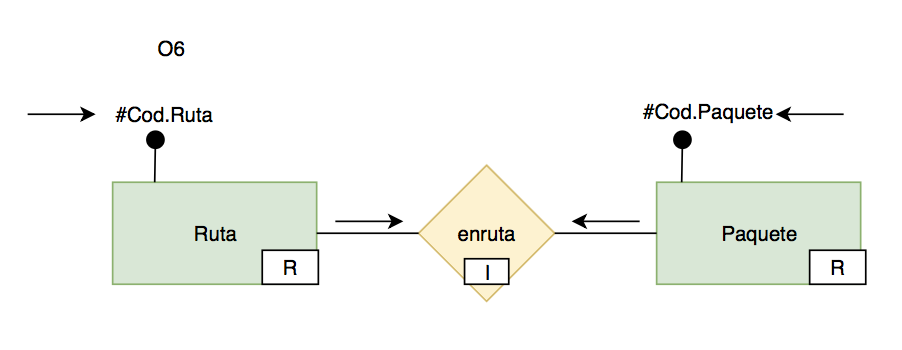 O6
#Cod.Ruta
#Cod.Paquete
Ruta
enruta
Paquete
R
I
R